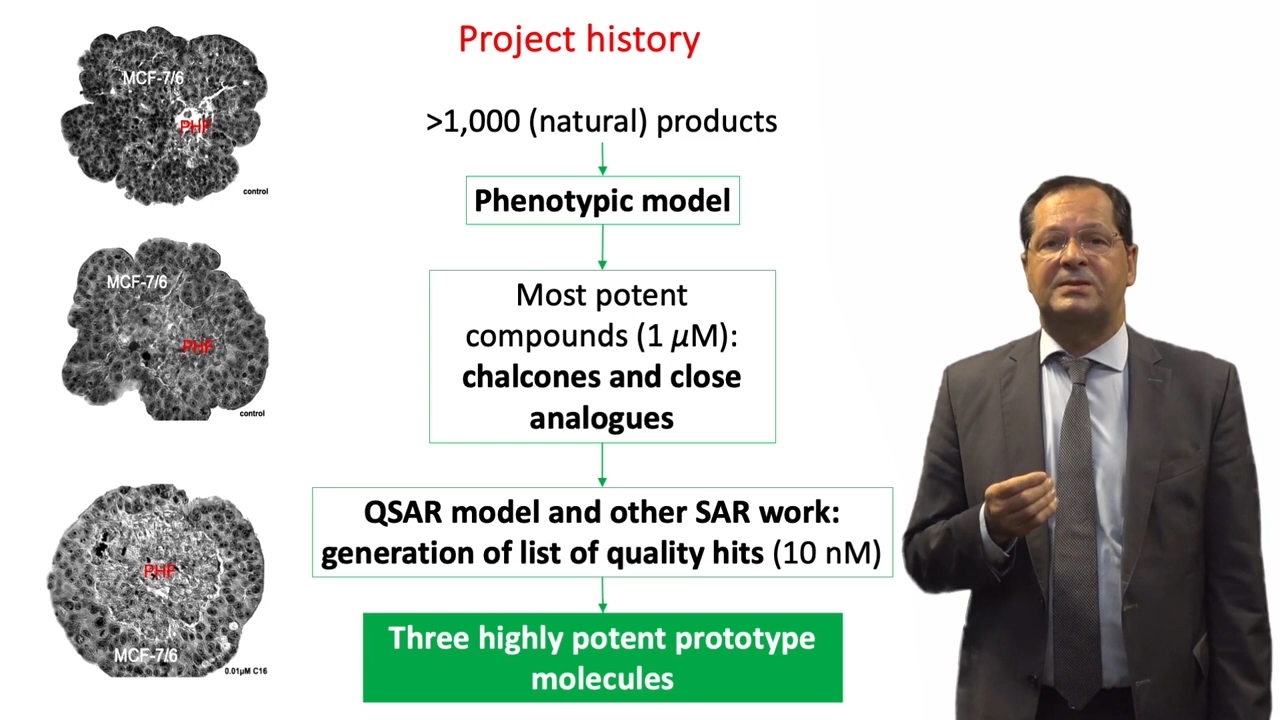 Project history
>1,000 (natural) products
Phenotypic model
Most potent
compounds (1 μM):
chalcones and close
analogues
QSAR model and other SAR work:
generation of list of quality hits (10 nM)
Three highly potent prototype
molecules
MCF-7/6
PHF
control
MCF-7/6
PHF
control
PHF
MCF-7/6
0.01μM C16